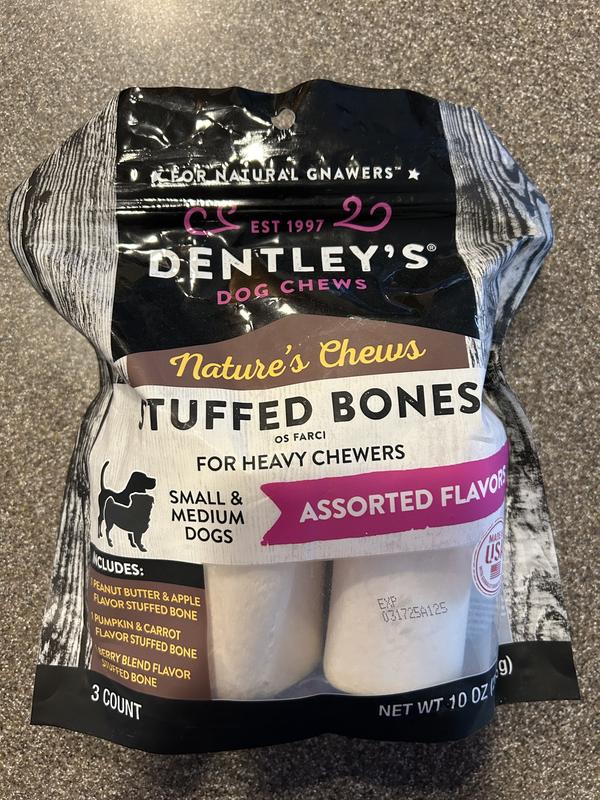 FOR NATURAL GNAWERS™
EST 1997
DENTLEY'S®
DOG CHEWS
Nature's Chews
STUFFED BONES
OS FARCI
FOR HEAVY CHEWERS
SMALL &
MEDIUM
DOGS
ASSORTED FLAVORS
MADE
USA
INCLUDES:
PEANUT BUTTER & APPLE
FLAVOR STUFFED BONE
PUMPKIN & CARROT
FLAVOR STUFFED BONE
BERRY BLEND FLAVOR
STUFFED BONE
EXP
031725A125
3 COUNT
NET WT 10 OZ
g)